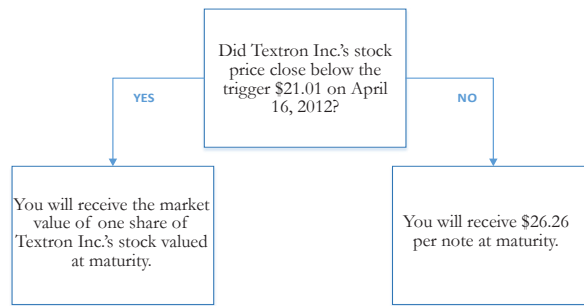 Did Textron Inc.'s stock
price close below the
trigger $21.01 on April
16, 2012?
YES
NO
You will receive the market
value of one share of
Textron Inc.'s stock valued
at maturity.
You will receive $26.26
per note at maturity.